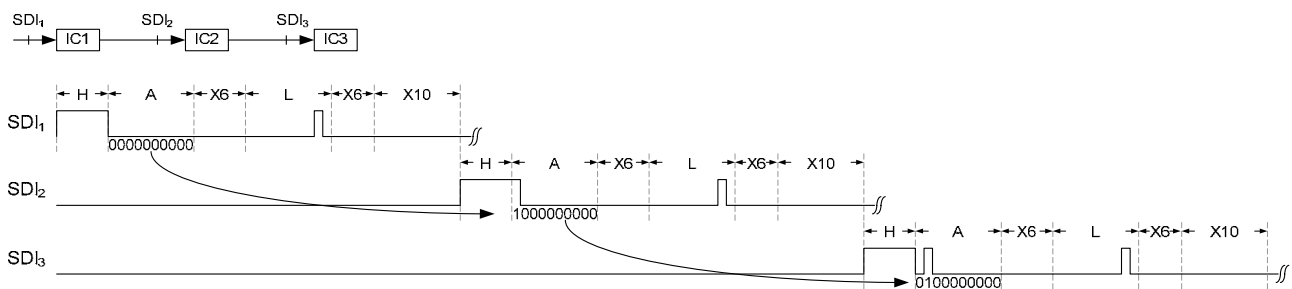 SDI₁ SDI₂ SDI₃
IC1 IC2 IC3
H A X6 L X6 X10
SDI₁
0000000000
H A X6 L X6 X10
SDI₂
1000000000
H A X6 L X6 X10
SDI₃
0100000000